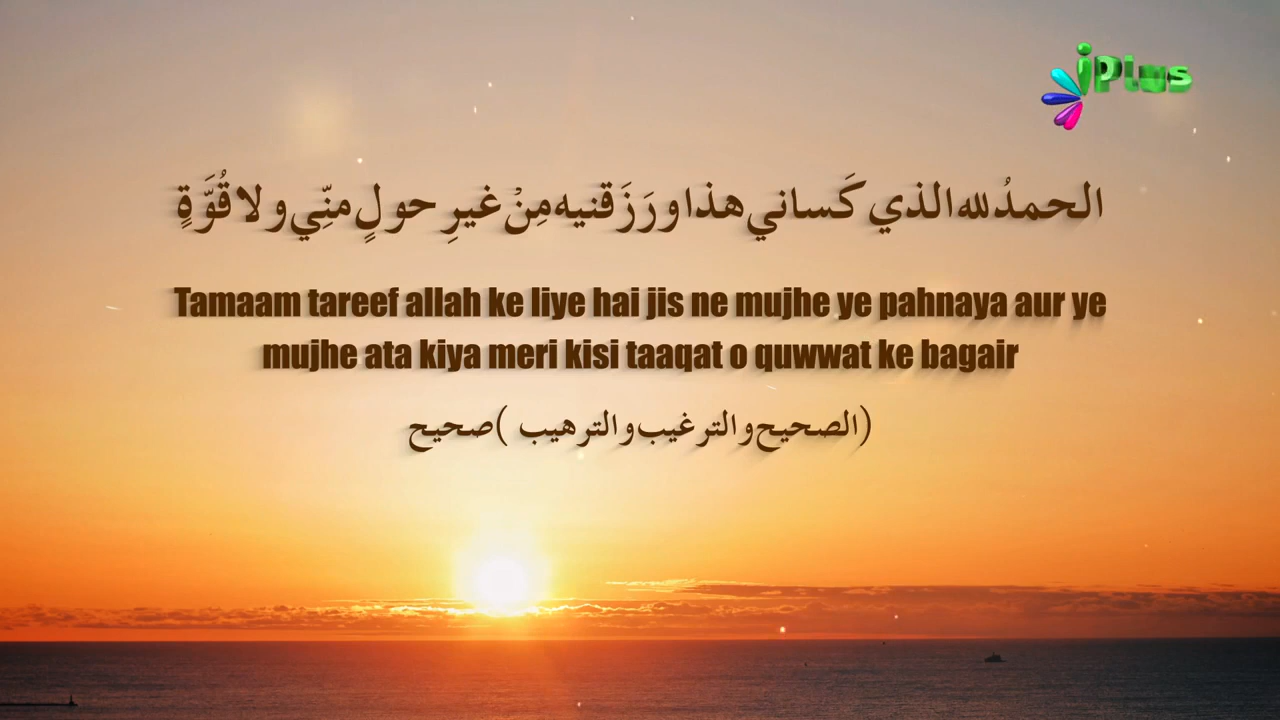 iPlus
الحمدُ لله الذي كَساني هذا ورَزَقنيه مِنْ غيرِ حولٍ منِّي ولا قُوَّةٍ
Tamaam tareef allah ke liye hai jis ne mujhe ye pahnaya aur ye
mujhe ata kiya meri kisi taaqat o quwwat ke bagair
(الصحيح والترغيب والترهيب )صحيح